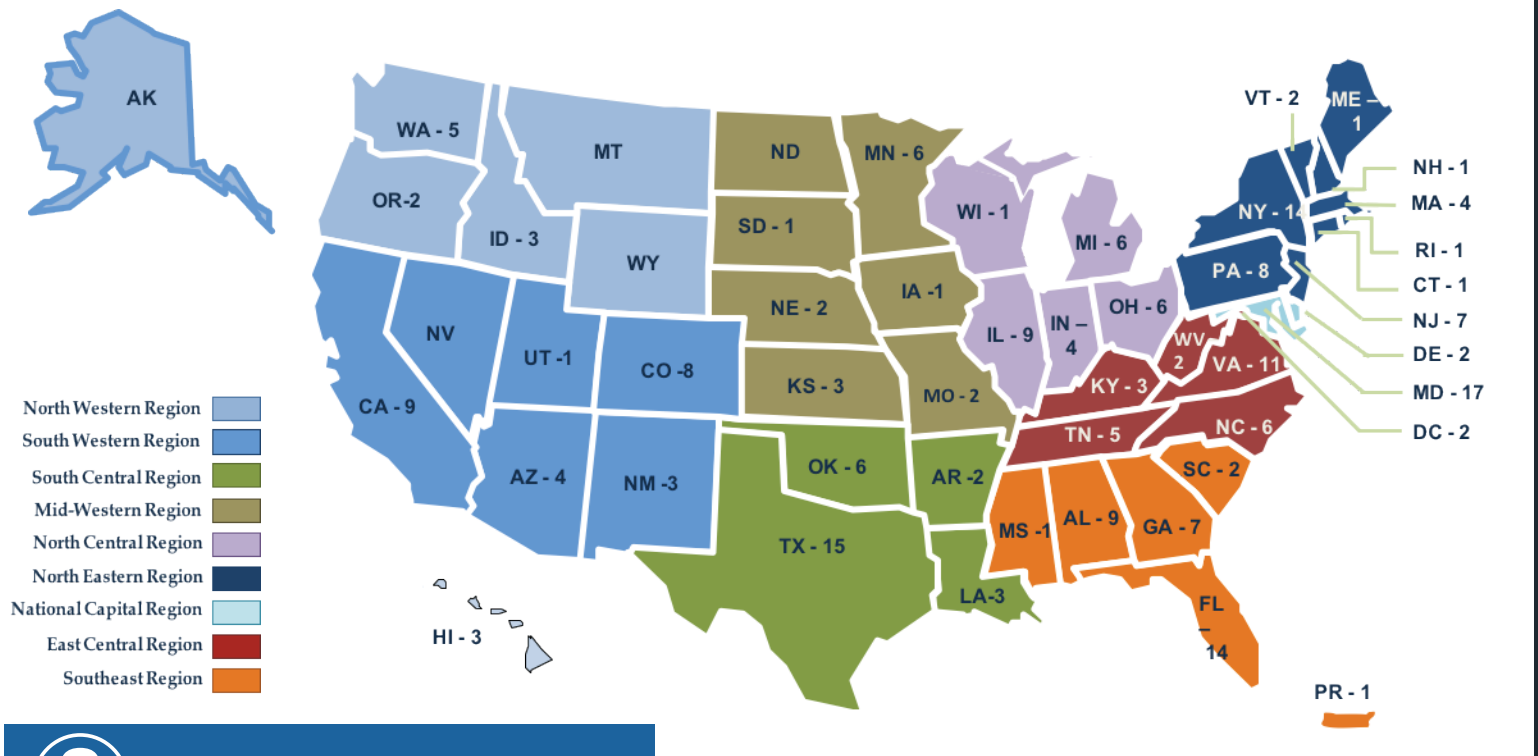 AK
WA - 5
OR-2
MT
ID - 3
WY
ND
SD - 1
NE - 2
KS - 3
MN - 6
IA -1
MO - 2
WI - 1
MI - 6
IL - 9
IN –
4
OH - 6
VT - 2
ME –
1
NH - 1
MA - 4
RI - 1
CT - 1
NJ - 7
DE - 2
MD - 17
DC - 2
NY - 14
PA - 8
NV
CA - 9
UT -1
CO -8
AZ - 4
NM -3
OK - 6
TX - 15
AR -2
LA-3
WV
2
VA - 11
KY - 3
TN - 5
NC - 6
SC - 2
MS -1
AL - 9
GA - 7
FL
–
14
HI - 3
PR - 1
North Western Region
South Western Region
South Central Region
Mid-Western Region
North Central Region
North Eastern Region
National Capital Region
East Central Region
Southeast Region